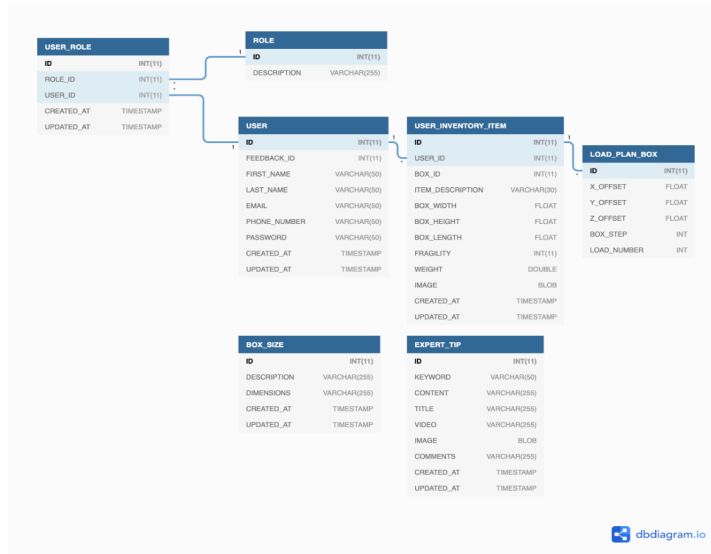 USER_ROLE
ID INT(11)
ROLE_ID INT(11)
USER_ID INT(11)
CREATED_AT TIMESTAMP
UPDATED_AT TIMESTAMP
1
*
*
ROLE
ID INT(11)
DESCRIPTION VARCHAR(255)
1
USER
ID INT(11)
FEEDBACK_ID INT(11)
FIRST_NAME VARCHAR(50)
LAST_NAME VARCHAR(50)
EMAIL VARCHAR(50)
PHONE_NUMBER VARCHAR(50)
PASSWORD VARCHAR(50)
CREATED_AT TIMESTAMP
UPDATED_AT TIMESTAMP
1
*
USER_INVENTORY_ITEM
ID INT(11)
USER_ID INT(11)
BOX_ID INT(11)
ITEM_DESCRIPTION VARCHAR(30)
BOX_WIDTH FLOAT
BOX_HEIGHT FLOAT
BOX_LENGTH FLOAT
FRAGILITY INT(11)
WEIGHT DOUBLE
IMAGE BLOB
CREATED_AT TIMESTAMP
UPDATED_AT TIMESTAMP
1
*
LOAD_PLAN_BOX
ID INT(11)
X_OFFSET FLOAT
Y_OFFSET FLOAT
Z_OFFSET FLOAT
BOX_STEP INT
LOAD_NUMBER INT
BOX_SIZE
ID INT(11)
DESCRIPTION VARCHAR(255)
DIMENSIONS VARCHAR(255)
CREATED_AT TIMESTAMP
UPDATED_AT TIMESTAMP
EXPERT_TIP
ID INT(11)
KEYWORD VARCHAR(50)
CONTENT VARCHAR(255)
TITLE VARCHAR(255)
VIDEO VARCHAR(255)
IMAGE BLOB
COMMENTS VARCHAR(255)
CREATED_AT TIMESTAMP
UPDATED_AT TIMESTAMP
dbdiagram.io